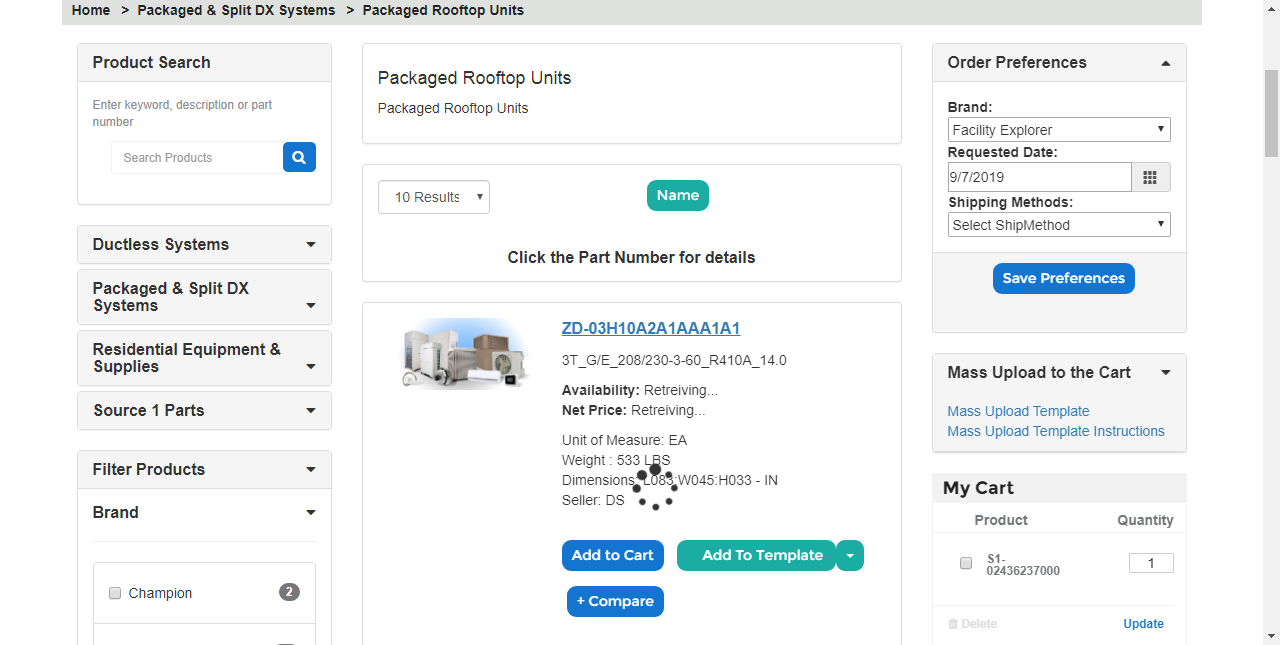 Home > Packaged & Split DX Systems > Packaged Rooftop Units
Product Search
Enter keyword, description or part
number
Search Products
Ductless Systems
Packaged & Split DX
Systems
Residential Equipment &
Supplies
Source 1 Parts
Filter Products
Brand
Champion 2
Packaged Rooftop Units
Packaged Rooftop Units
10 Results
Name
Click the Part Number for details
ZD-03H10A2A1AAA1A1
3T_G/E_208/230-3-60_R410A_14.0
Availability: Retreiving...
Net Price: Retreiving...
Unit of Measure: EA
Weight : 533 LBS
Dimensions: L083:W045:H033 - IN
Seller: DS
Add to Cart
Add To Template
+ Compare
Order Preferences
Brand:
Facility Explorer
Requested Date:
9/7/2019
Shipping Methods:
Select ShipMethod
Save Preferences
Mass Upload to the Cart
Mass Upload Template
Mass Upload Template Instructions
My Cart
Product Quantity
S1-
02436237000
1
Delete Update